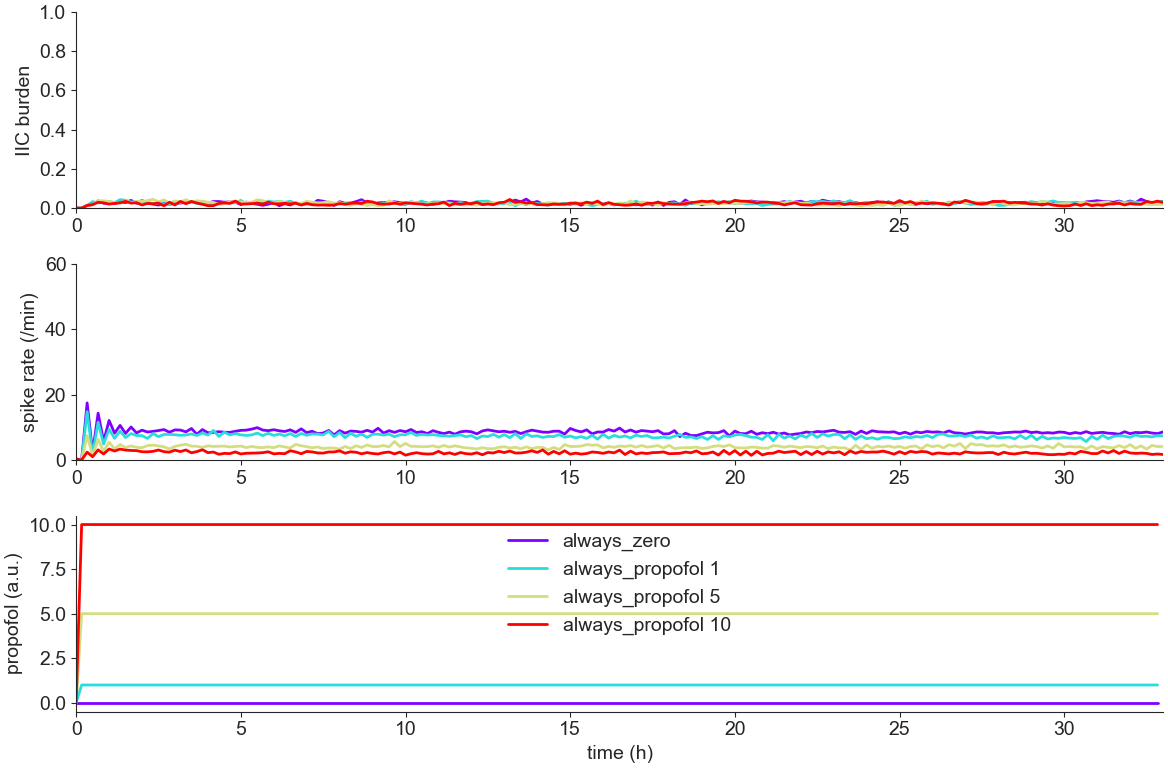 IIC burden
1.0
0.8
0.6
0.4
0.2
0.0
0 5 10 15 20 25 30
spike rate (/min)
60
40
20
0
0 5 10 15 20 25 30
propofol (a.u.)
10.0
7.5
5.0
2.5
0.0
always_zero
always_propofol 1
always_propofol 5
always_propofol 10
0 5 10 15 20 25 30
time (h)